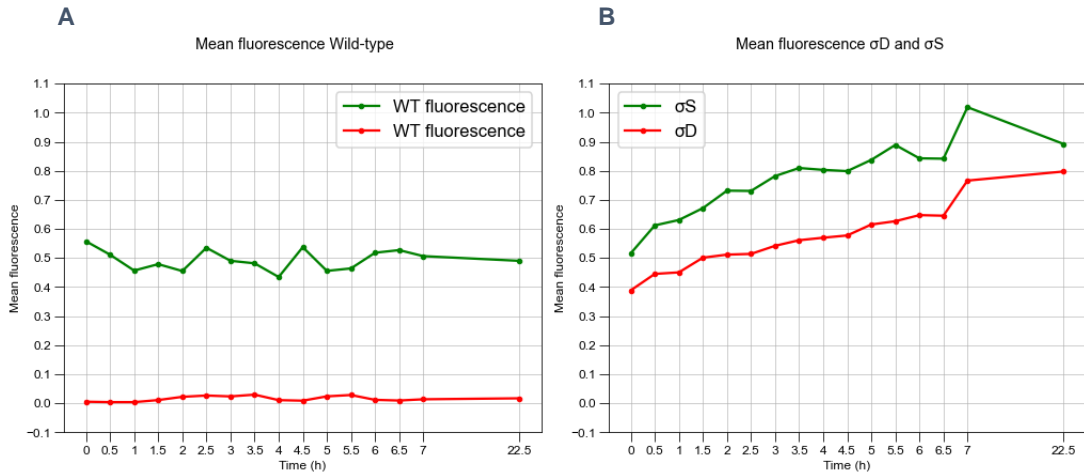 A
Mean fluorescence Wild-type
1.1
1.0
0.9
0.8
0.7
0.6
0.5
0.4
0.3
0.2
0.1
0.0
-0.1
Mean fluorescence
WT fluorescence
WT fluorescence
0 0.5 1 1.5 2 2.5 3 3.5 4 4.5 5 5.5 6 6.5 7 22.5
Time (h)
B
Mean fluorescence σD and σS
1.1
1.0
0.9
0.8
0.7
0.6
0.5
0.4
0.3
0.2
0.1
0.0
-0.1
Mean fluorescence
σS
σD
0 0.5 1 1.5 2 2.5 3 3.5 4 4.5 5 5.5 6 6.5 7 22.5
Time (h)